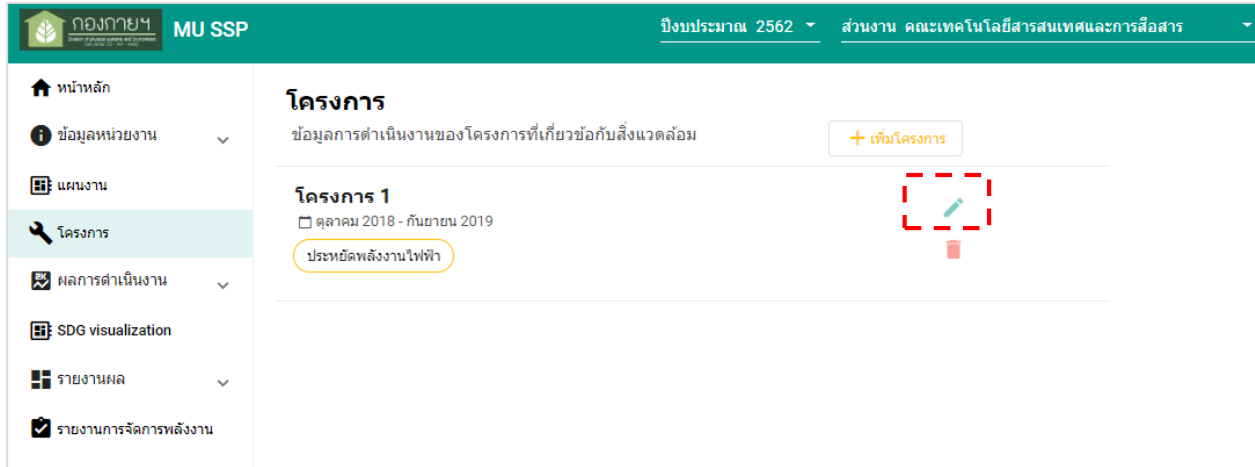 กองกายฯ
Division of physical systems and Environment
MU SSP
ปีงบประมาณ 2562
ส่วนงาน คณะเทคโนโลยีสารสนเทศและการสื่อสาร
หน้าหลัก
ข้อมูลหน่วยงาน
แผนงาน
โครงการ
ผลการดำเนินงาน
SDG visualization
รายงานผล
รายงานการจัดการพลังงาน
โครงการ
ข้อมูลการดำเนินงานของโครงการที่เกี่ยวข้อกับสิ่งแวดล้อม
เพิ่มโครงการ
โครงการ 1
ตุลาคม 2018 - กันยายน 2019
ประหยัดพลังงานไฟฟ้า